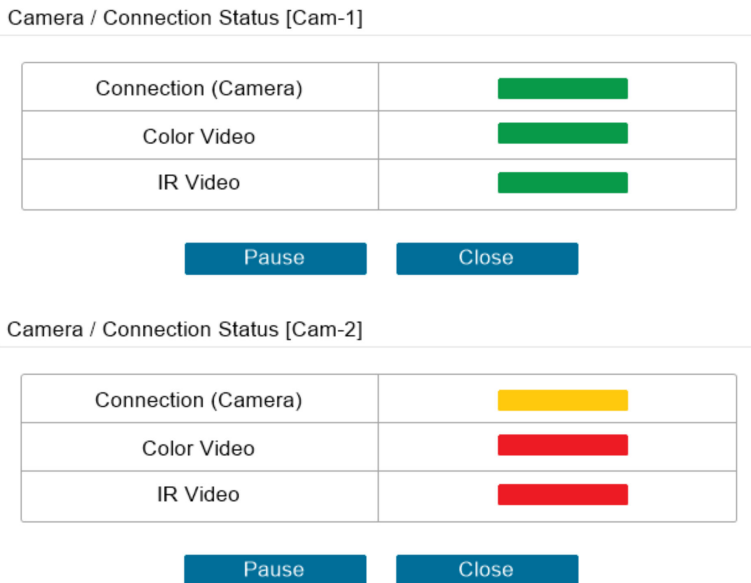 Camera / Connection Status [Cam-1]
Connection (Camera)
Color Video
IR Video
Pause Close
Camera / Connection Status [Cam-2]
Connection (Camera)
Color Video
IR Video
Pause Close